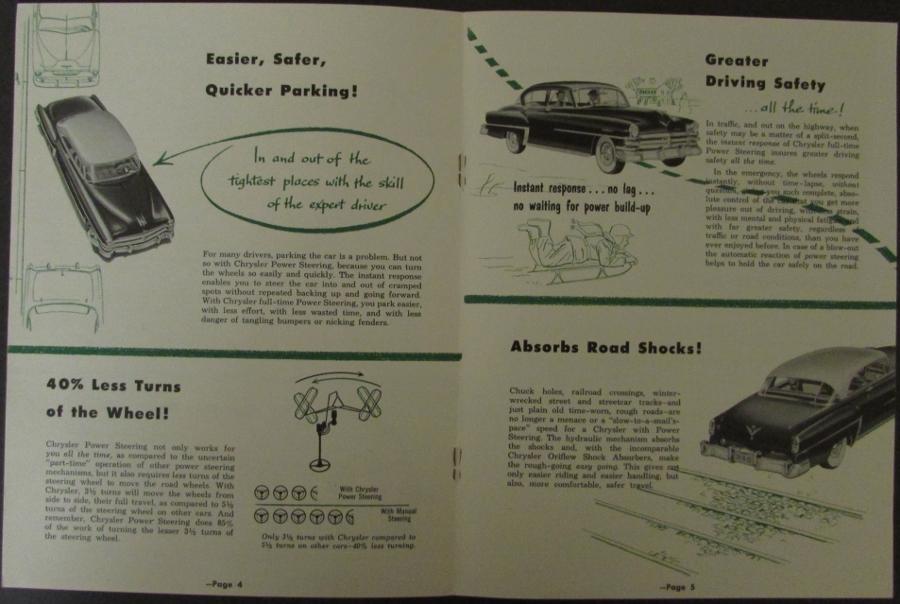 Easier, Safer,
Quicker Parking!
In and out of the
tightest places with the skill
of the expert driver
For many drivers, parking the car is a problem. But not
so with Chrysler Power Steering, because you can turn
the wheels so easily and quickly. The instant response
enables you to steer the car into and out of cramped
spots without repeated backing up and going forward.
With Chrysler full-time Power Steering, you park easier,
with less effort, with less wasted time, and with less
danger of tangling bumpers or nicking fenders.
40% Less Turns
of the Wheel!
Chrysler Power Steering not only works for
you all the time, as compared to the uncertain
"part-time" operation of other power steering
mechanisms, but it also requires less turns of the
steering wheel to move the road wheels. With
Chrysler, 3½ turns will move the wheels from
side to side, their full travel, as compared to 5½
turns of the steering wheel on other cars. And
remember, Chrysler Power Steering does 85%
of the work of turning the lesser 3½ turns of
the steering wheel.
With Chrysler
Power Steering
With Manual
Steering
Only 3½ turns with Chrysler compared to
5½ turns on other cars—40% less turning.
—Page 4
Greater
Driving Safety
...all the time!
In traffic, and out on the highway, when
safety may be a matter of a split-second,
the instant response of Chrysler full-time
Power Steering insures greater driving
safety all the time.
In the emergency, the wheels respond
instantly, without time-lapse, without
question, you such complete, abso-
lute control of the car that you get more
pleasure out of driving, with less strain,
with less mental and physical fatigue and
with far greater safety, regardless of
traffic or road conditions, than you have
ever enjoyed before. In case of a blow-out
the automatic reaction of power steering
helps to hold the car safely on the road.
Instant response...no lag...
no waiting for power build-up
Absorbs Road Shocks!
Chuck holes, railroad crossings, winter-
wrecked street and streetcar tracks—and
just plain old time-worn, rough roads—are
no longer a menace or a "slow-to-a-snail's-
pace" speed for a Chrysler with Power
Steering. The hydraulic mechanism absorbs
the shocks and, with the incomparable
Chrysler Oriflow Shock Absorbers, make
the rough-going easy going. This gives not
only easier riding and easier handling, but
also, more comfortable, safer travel.
—Page 5